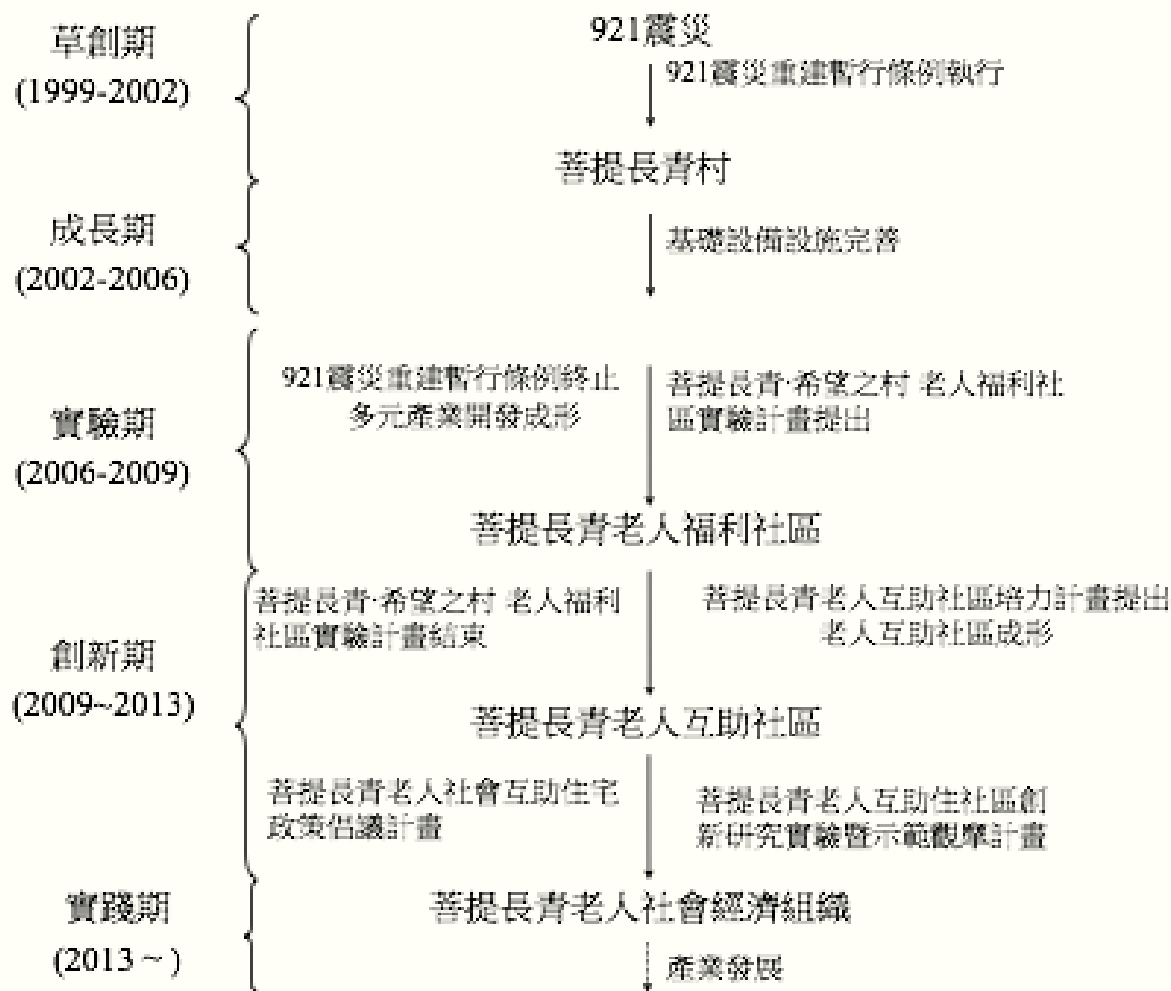 草創期
(1999-2002)
921震災
921震災重建暫行條例執行
菩提長青村
成長期
(2002-2006)
基礎設備設施完善
實驗期
(2006-2009)
921震災重建暫行條例終止
多元產業開發成形
菩提長青·希望之村 老人福利社
區實驗計畫提出
菩提長青老人福利社區
創新期
(2009~2013)
菩提長青·希望之村 老人福利
社區實驗計畫結束
菩提長青老人互助社區培力計畫提出
老人互助社區成形
菩提長青老人互助社區
菩提長青老人社會互助住宅
政策倡議計畫
菩提長青老人互助住社區創
新研究實驗暨示範觀摩計畫
實踐期
(2013～)
菩提長青老人社會經濟組織
產業發展